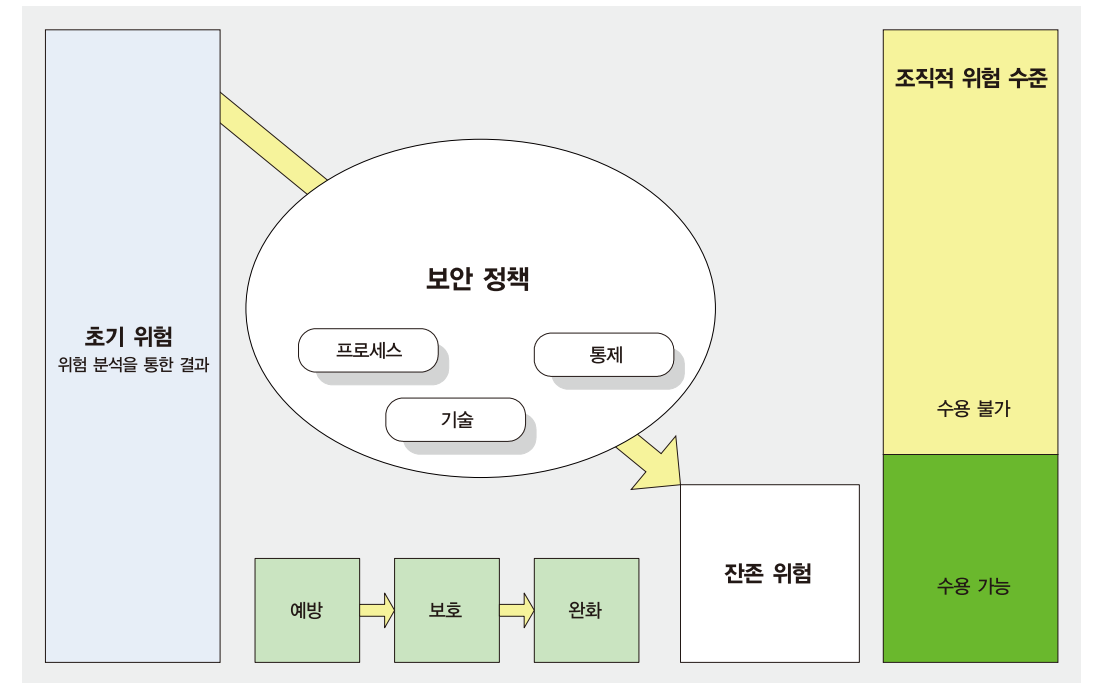 초기 위험
위험 분석을 통한 결과
보안 정책
프로세스
통제
기술
예방
보호
완화
잔존 위험
조직적 위험 수준
수용 불가
수용 가능